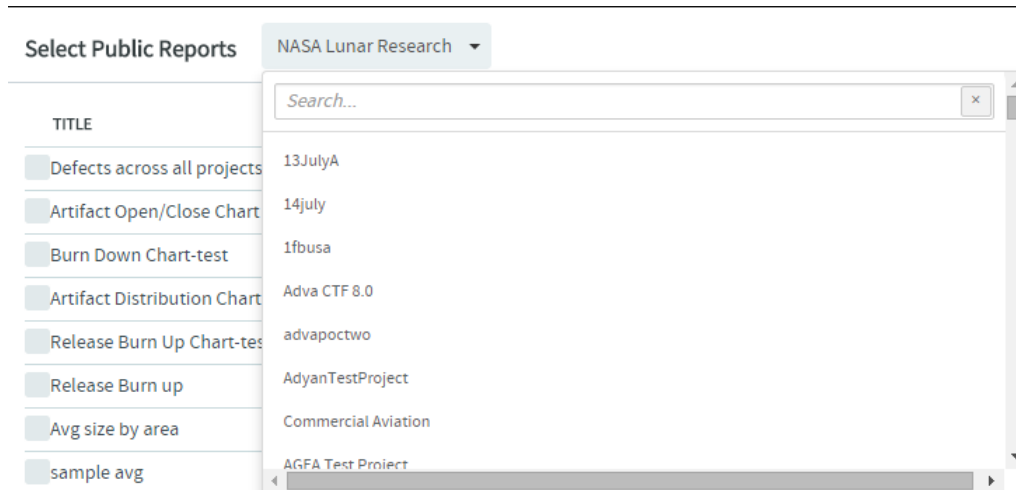 Select Public Reports
NASA Lunar Research
Search...
TITLE
Defects across all projects
Artifact Open/Close Chart
Burn Down Chart-test
Artifact Distribution Chart
Release Burn Up Chart-tes
Release Burn up
Avg size by area
sample avg
13JulyA
14july
1fbusa
Adva CTF 8.0
advapoctwo
AdyanTestProject
Commercial Aviation
AGFA Test Project